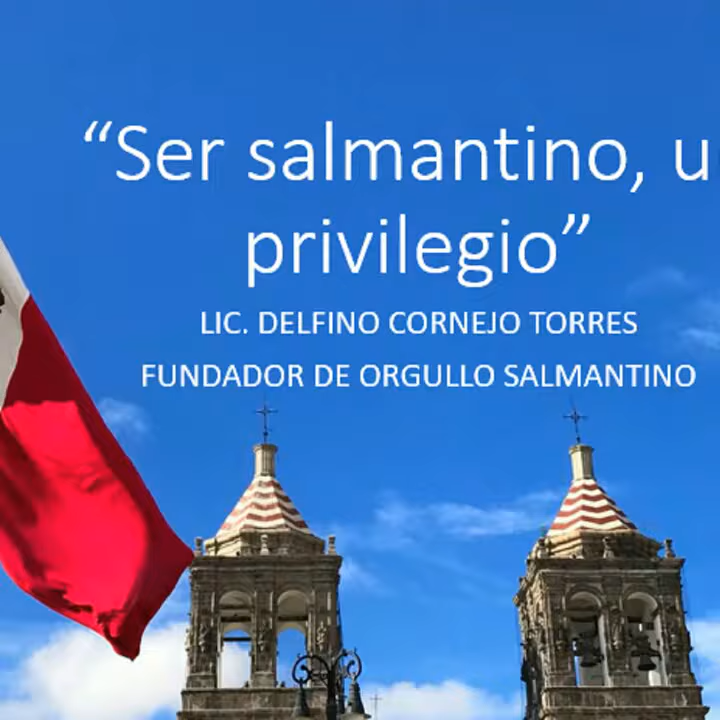 “Ser salmantino, u
privilegio”
LIC. DELFINO CORNEJO TORRES
FUNDADOR DE ORGULLO SALMANTINO